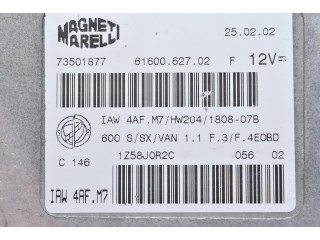 MAGNETI
MARELLI
25.02.02
73501877 61600.627.02 F 12V=
IAW 4AF.M7/HW204/1808-07B
600 S/SX/VAN 1.1 F.3/F.4EOBD
1Z58J0R2C
C 146 056 02
IAW 4AF.M7